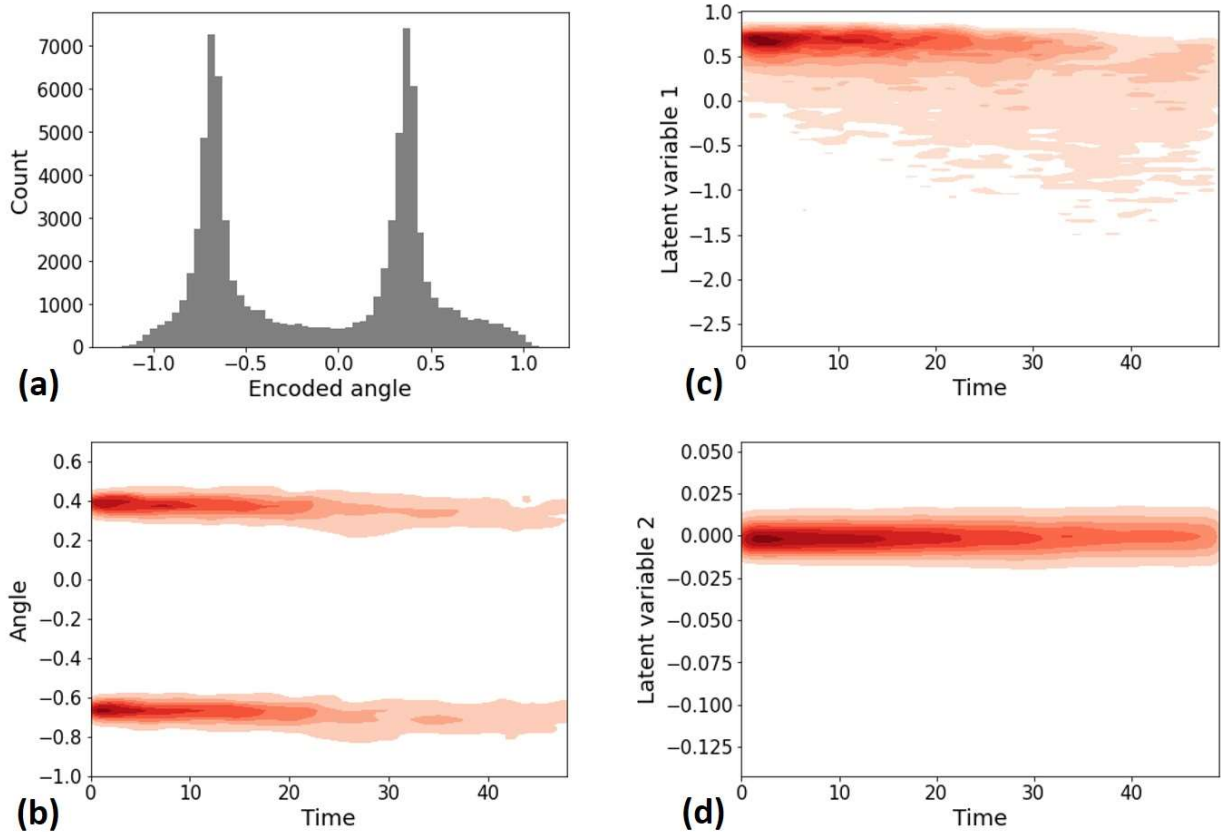 7000
6000
5000
4000
3000
2000
1000
0
Count
−1.0 −0.5 0.0 0.5 1.0
Encoded angle
(a)
1.0
0.5
0.0
−0.5
−1.0
−1.5
−2.0
−2.5
Latent variable 1
0 10 20 30 40
Time
(c)
0.6
0.4
0.2
0.0
−0.2
−0.4
−0.6
−0.8
−1.0
Angle
0 10 20 30 40
Time
(b)
0.050
0.025
0.000
−0.025
−0.050
−0.075
−0.100
−0.125
Latent variable 2
0 10 20 30 40
Time
(d)